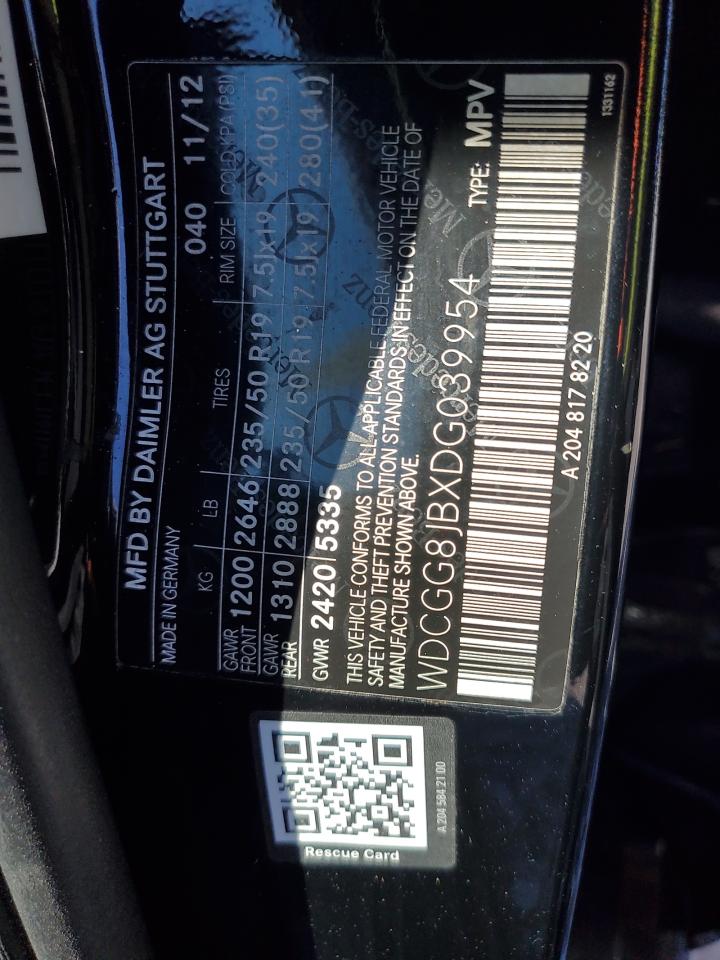 MFD BY DAIMLER AG STUTTGART
MADE IN GERMANY 040 11/12
KG LB TIRES RIM SIZE COLD KPA (PSI)
GAWR FRONT 1200 2646 235/50 R19 7.5Jx19 240(35)
GAWR REAR 1310 2888 235/50 R19 7.5Jx19 280(41)
GVWR 2420 5335
THIS VEHICLE CONFORMS TO ALL APPLICABLE FEDERAL MOTOR VEHICLE
SAFETY AND THEFT PREVENTION STANDARDS IN EFFECT ON THE DATE OF
MANUFACTURE SHOWN ABOVE.
WDCGG8JBXDG039954 TYPE: MPV
A 204 817 82 20
1331162
Rescue Card
A 204 584 21 00